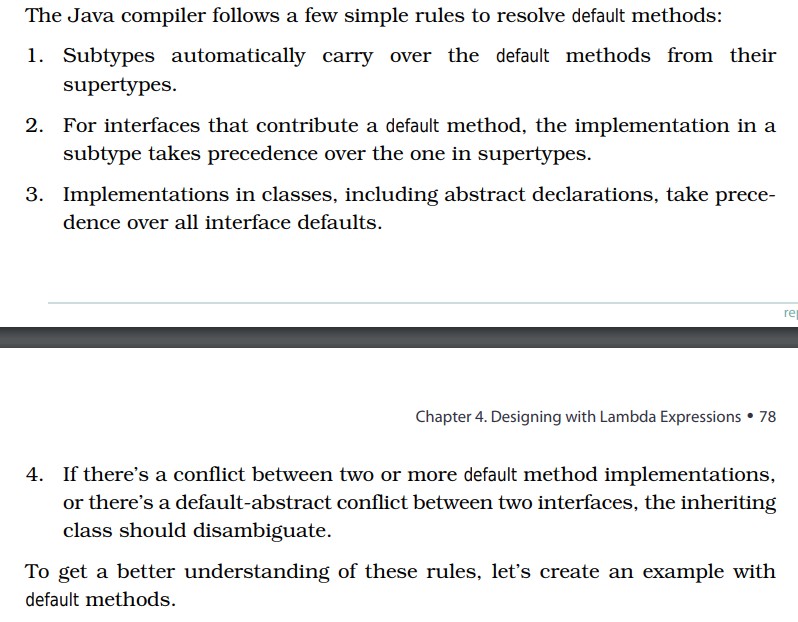 The Java compiler follows a few simple rules to resolve default methods:
1. Subtypes automatically carry over the default methods from their
supertypes.
2. For interfaces that contribute a default method, the implementation in a
subtype takes precedence over the one in supertypes.
3. Implementations in classes, including abstract declarations, take prece-
dence over all interface defaults.
Chapter 4. Designing with Lambda Expressions • 78
4. If there's a conflict between two or more default method implementations,
or there's a default-abstract conflict between two interfaces, the inheriting
class should disambiguate.
To get a better understanding of these rules, let's create an example with
default methods.